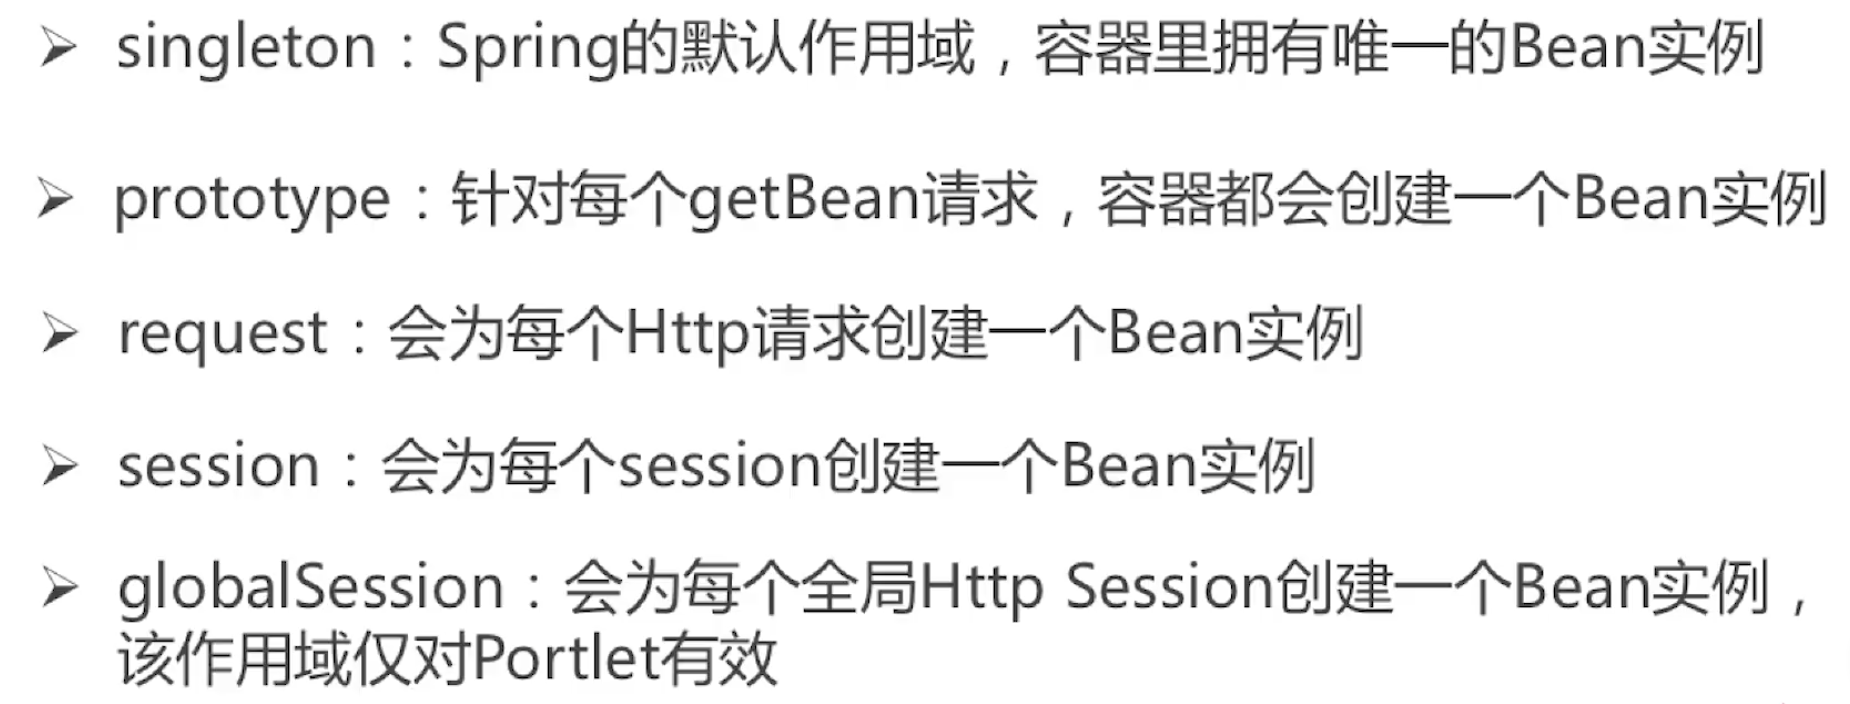 ➢ singleton：Spring的默认作用域，容器里拥有唯一的Bean实例
➢ prototype：针对每个getBean请求，容器都会创建一个Bean实例
➢ request：会为每个Http请求创建一个Bean实例
➢ session：会为每个session创建一个Bean实例
➢ globalSession：会为每个全局Http Session创建一个Bean实例，
该作用域仅对Portlet有效